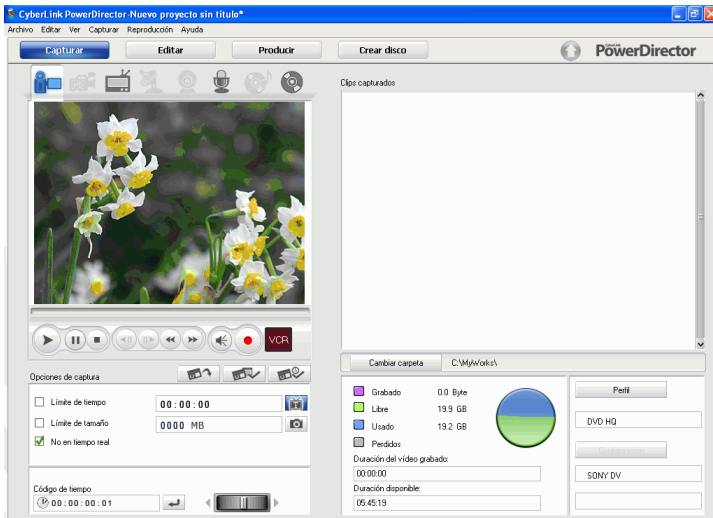 CyberLink PowerDirector-Nuevo proyecto sin título*
Archivo Editar Ver Capturar Reproducción Ayuda
Capturar Editar Producir Crear disco PowerDirector
Clips capturados
VCR
Cambiar carpeta C:\MyWorks\
Opciones de captura
Límite de tiempo 00:00:00
Límite de tamaño 0000 MB
No en tiempo real
Código de tiempo
00:00:00:01
Grabado 0.0 Byte
Libre 19.9 GB
Usado 19.2 GB
Perdidos
Duración del vídeo grabado:
00:00:00
Duración disponible:
05:45:19
Perfil
DVD HQ
Configuración
SONY DV